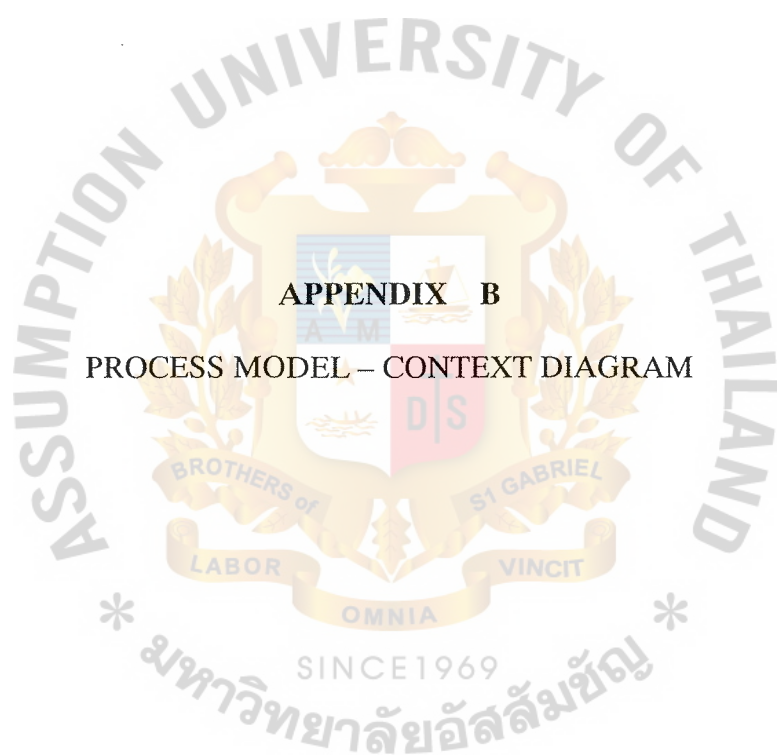 UNIVERSITY OF
ASSUMPTION
THAILAND
APPENDIX B
A M
PROCESS MODEL – CONTEXT DIAGRAM
D S
BROTHERS of
S1 GABRIEL
LABOR
VINCIT
OMNIA
* *
SINCE1969
มหาวิทยาลัยอัสสัมชัญ